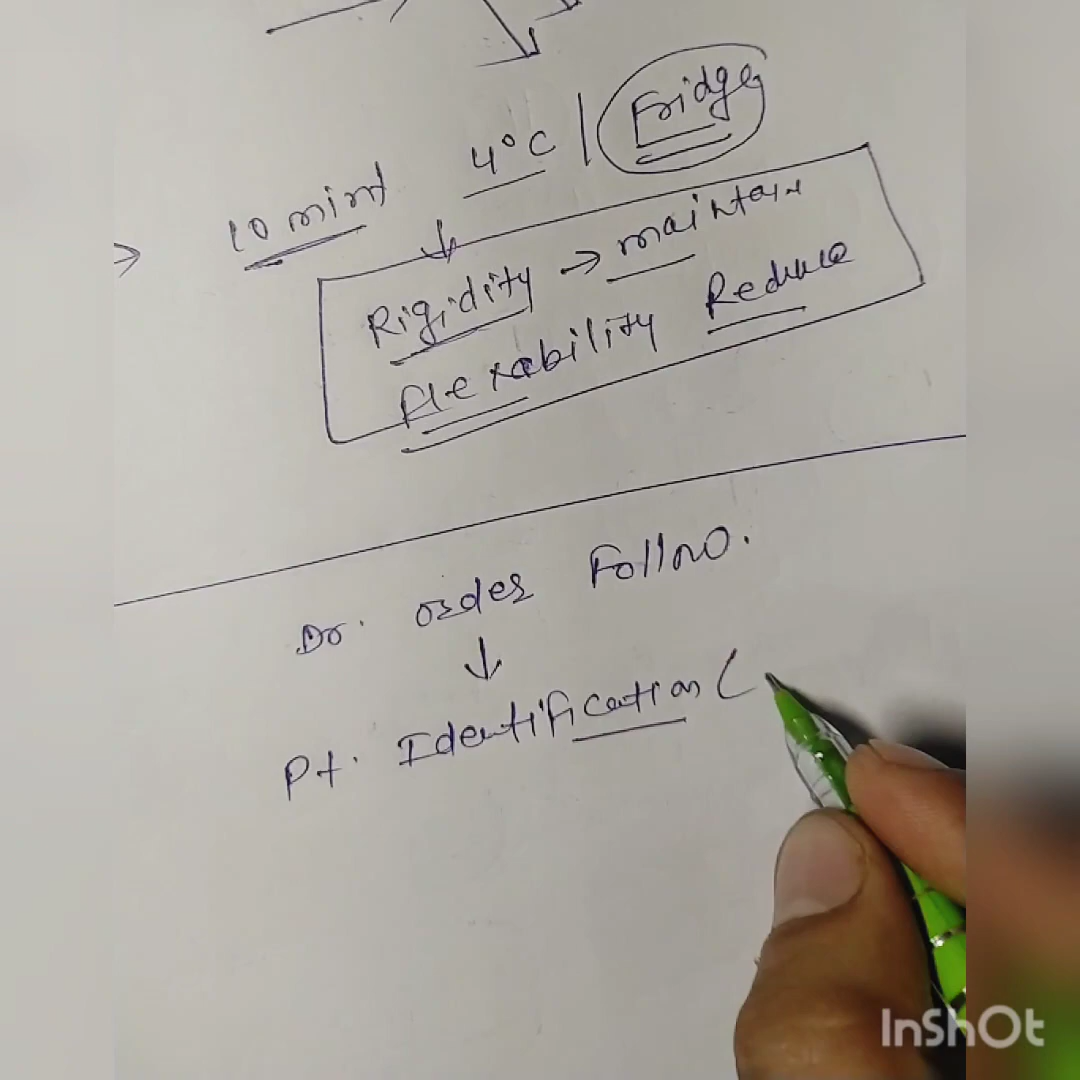 10 mint 4°C | Fridge
Rigidity → maintain
flexability Reduce
Dr. order Follow.
↓
Pt. Identification (
InShOt